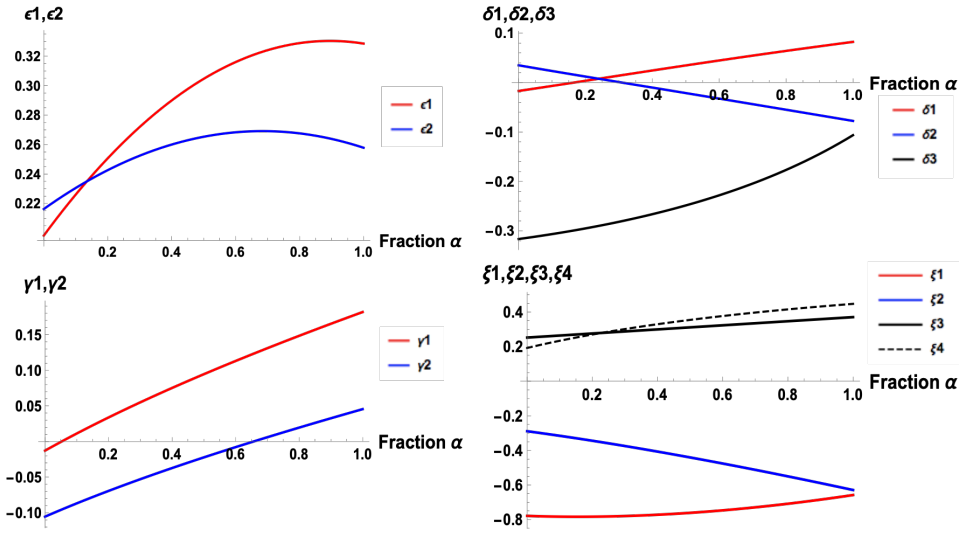 ϵ1,ϵ2
0.32
0.30
0.28
0.26
0.24
0.22
0.2 0.4 0.6 0.8 1.0
Fraction α
ϵ1
ϵ2
δ1,δ2,δ3
0.1
-0.1
-0.2
-0.3
0.2 0.4 0.6 0.8 1.0
Fraction α
δ1
δ2
δ3
γ1,γ2
0.15
0.10
0.05
-0.05
-0.10
0.2 0.4 0.6 0.8 1.0
Fraction α
γ1
γ2
ξ1,ξ2,ξ3,ξ4
0.4
0.2
-0.2
-0.4
-0.6
-0.8
0.2 0.4 0.6 0.8 1.0
Fraction α
ξ1
ξ2
ξ3
ξ4